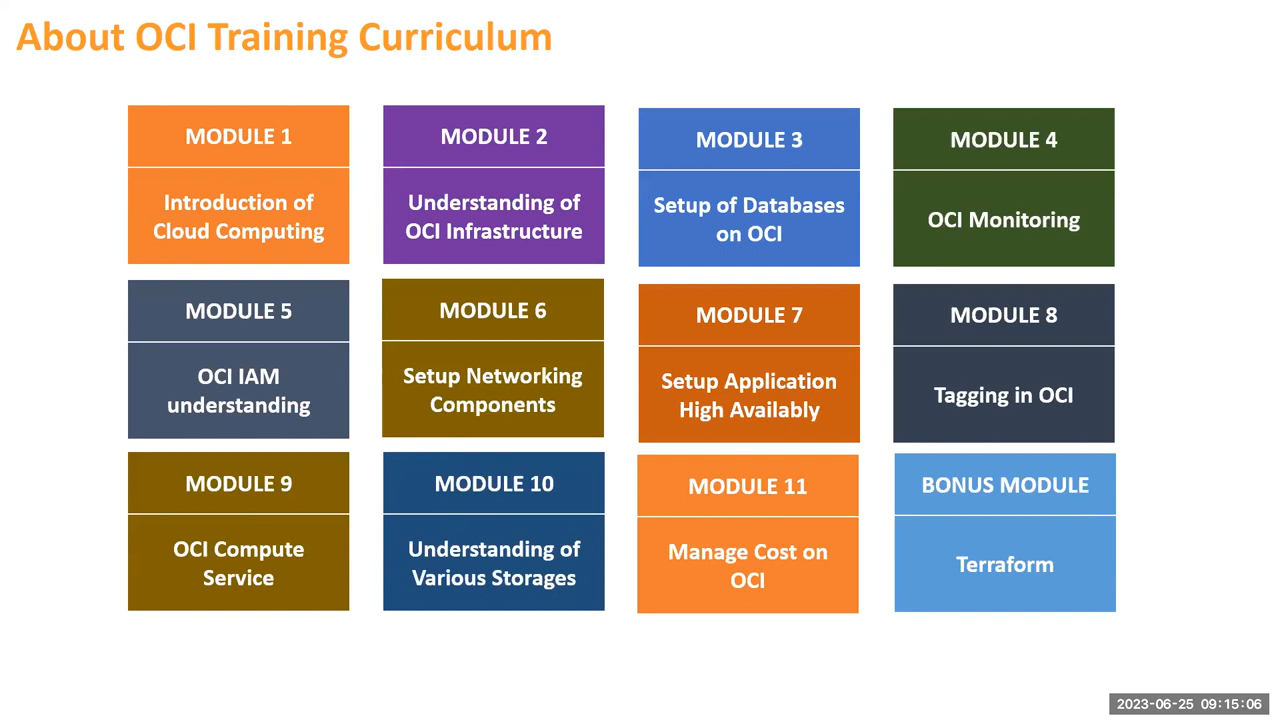 About OCI Training Curriculum
MODULE 1
Introduction of
Cloud Computing
MODULE 2
Understanding of
OCI Infrastructure
MODULE 3
Setup of Databases
on OCI
MODULE 4
OCI Monitoring
MODULE 5
OCI IAM
understanding
MODULE 6
Setup Networking
Components
MODULE 7
Setup Application
High Availably
MODULE 8
Tagging in OCI
MODULE 9
OCI Compute
Service
MODULE 10
Understanding of
Various Storages
MODULE 11
Manage Cost on
OCI
BONUS MODULE
Terraform
2023-06-25 09:15:06